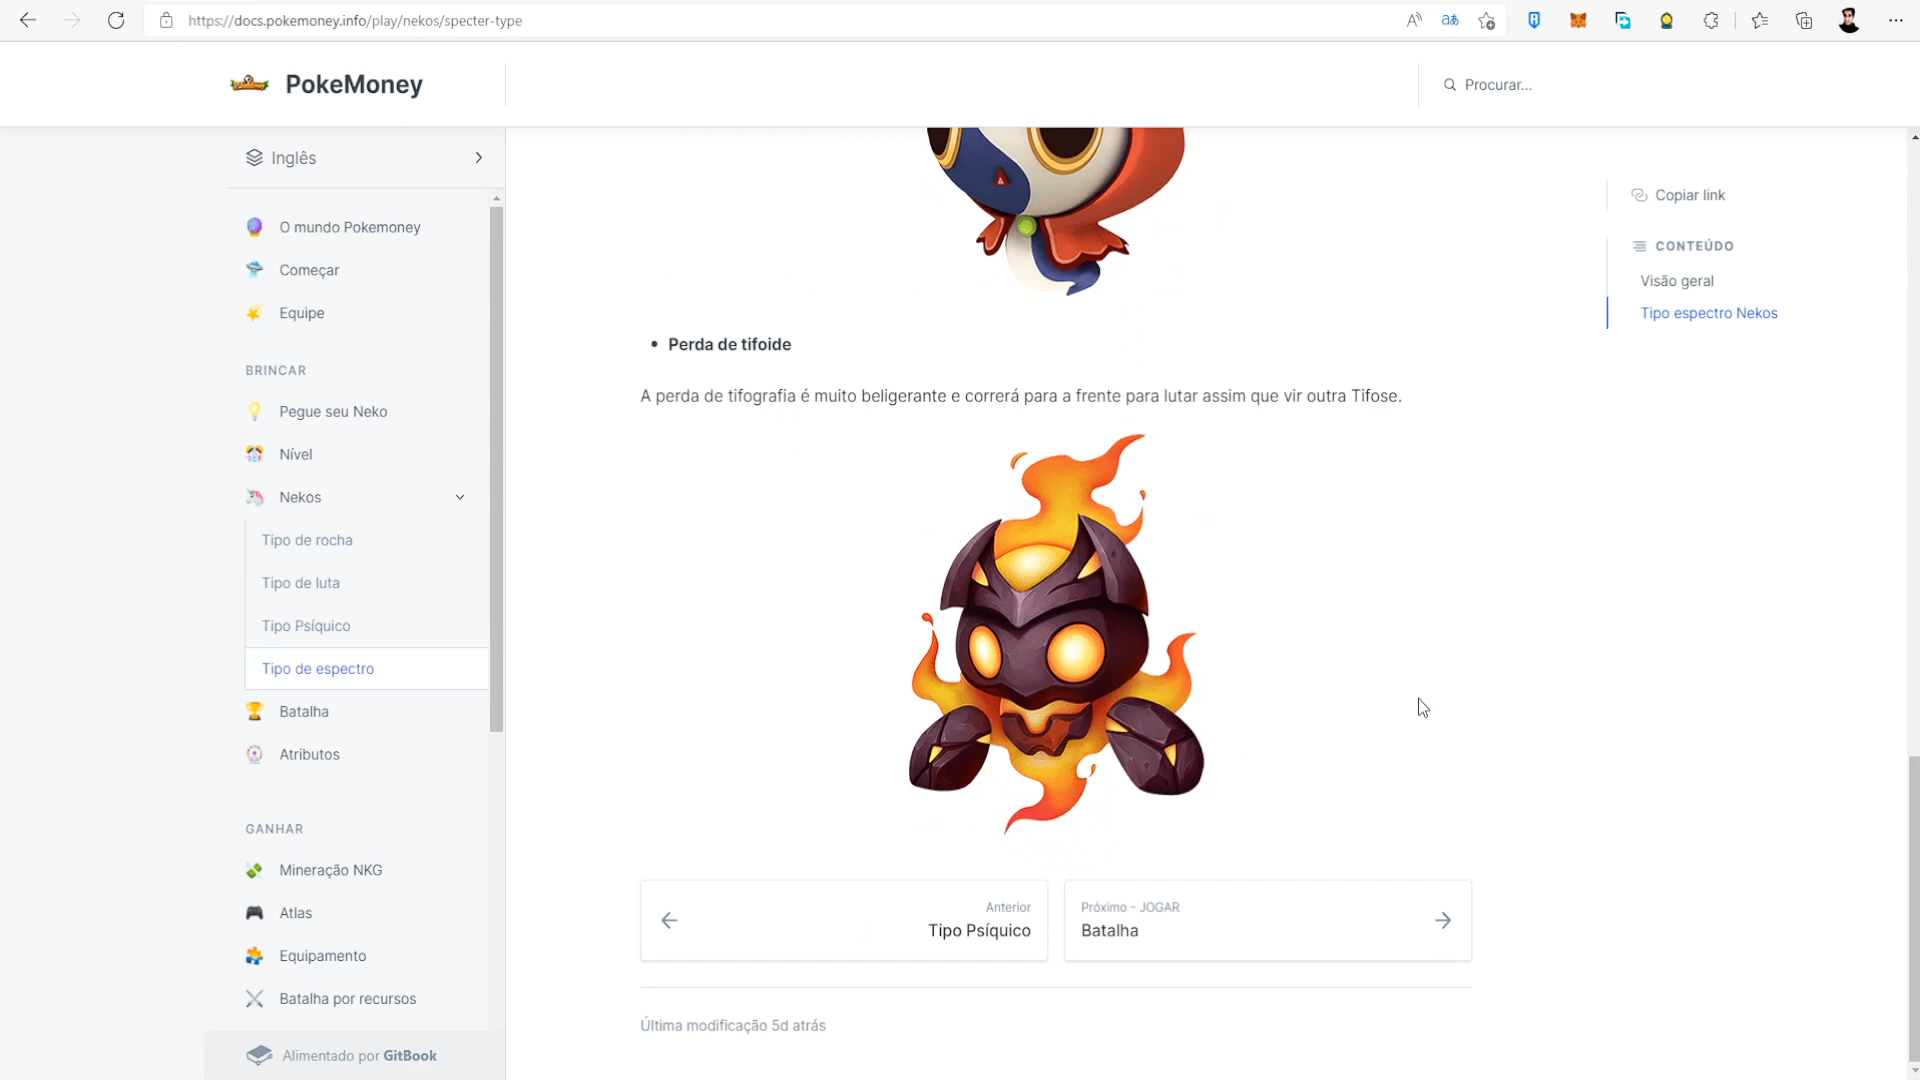 https://docs.pokemoney.info/play/nekos/specter-type
PokeMoney
Procurar...
Inglês
O mundo Pokemoney
Começar
Equipe
BRINCAR
Pegue seu Neko
Nível
Nekos
Tipo de rocha
Tipo de luta
Tipo Psíquico
Tipo de espectro
Batalha
Atributos
GANHAR
Mineração NKG
Atlas
Equipamento
Batalha por recursos
Alimentado por GitBook
Perda de tifoide
A perda de tifografia é muito beligerante e correrá para a frente para lutar assim que vir outra Tifose.
Anterior
Tipo Psíquico
Próximo - JOGAR
Batalha
Última modificação 5d atrás
Copiar link
CONTEÚDO
Visão geral
Tipo espectro Nekos